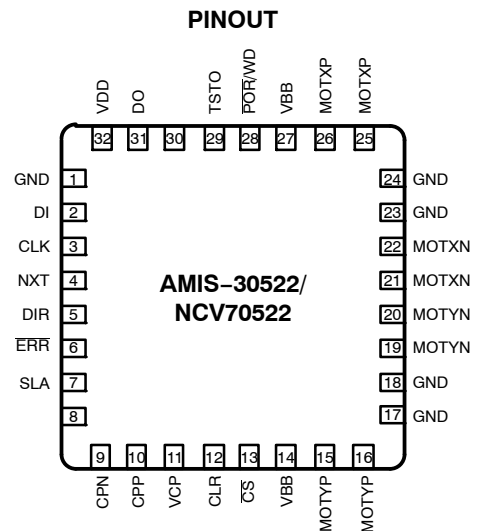 PINOUT
VDD
DO
TSTO
POR/WD
VBB
MOTXP
MOTXP
32 31 30 29 28 27 26 25
GND 1
DI 2
CLK 3
NXT 4
DIR 5
ERR 6
SLA 7
8
AMIS–30522/
NCV70522
24 GND
23 GND
22 MOTXN
21 MOTXN
20 MOTYN
19 MOTYN
18 GND
17 GND
9 10 11 12 13 14 15 16
CPN
CPP
VCP
CLR
CS
VBB
MOTYP
MOTYP